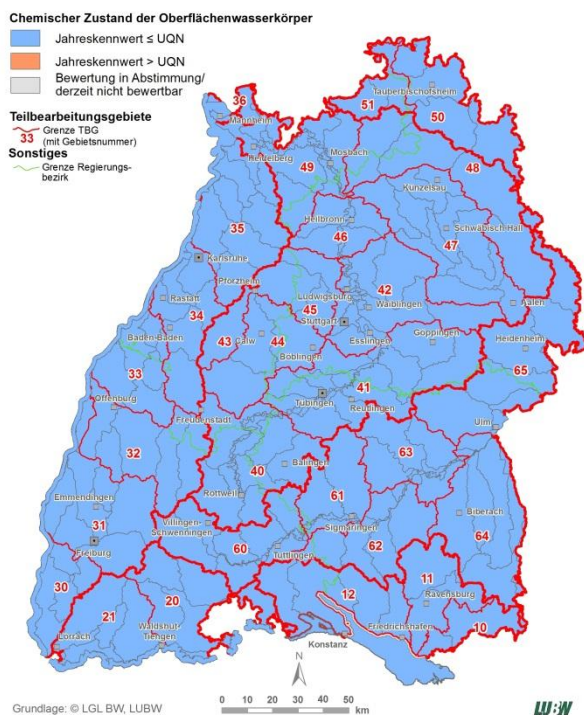 Chemischer Zustand der Oberflächenwasserkörper
Jahreskennwert ≤ UQN
Jahreskennwert > UQN
Bewertung in Abstimmung/
derzeit nicht bewertbar
Teilbearbeitungsgebiete
33 Grenze TBG
(mit Gebietsnummer)
Sonstiges
Grenze Regierungs-
bezirk
36
Mannheim
51
Tauberbischofsheim
50
Heidelberg
Mosbach
49
48
Künzelsau
35
Heilbronn
46
Schwäbisch Hall
47
Karlsruhe
Pforzheim
42
Ludwigsburg
45
Waiblingen
Rastatt
34
Stuttgart
Aalen
Baden-Baden
43
Calw
44
Esslingen
Göppingen
Heidenheim
Böblingen
33
65
41
Offenburg
Tübingen
Reutlingen
Freudenstadt
Ulm
32
63
40
Balingen
Rottweil
61
Emmendingen
Biberach
31
Villingen-
Schwenningen
Sigmaringen
64
Freiburg
60
Tuttlingen
62
30
20
12
11
21
Ravensburg
Lörrach
Waldshut-
Tiengen
Friedrichshafen
10
Konstanz
N
0 10 20 30 40 50
km
Grundlage: © LGL BW, LUBW
LUBW